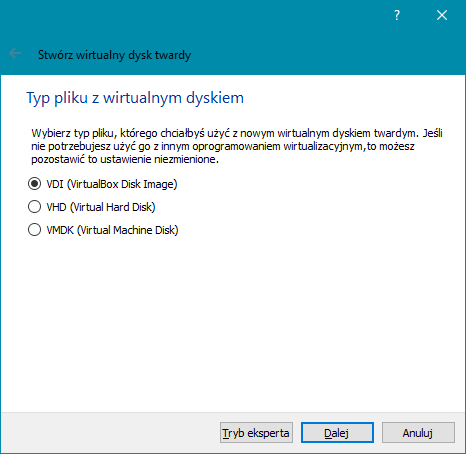 ?
Stwórz wirtualny dysk twardy
Typ pliku z wirtualnym dyskiem
Wybierz typ pliku, którego chciałbyś użyć z nowym wirtualnym dyskiem twardym. Jeśli
nie potrzebujesz użyć go z innym oprogramowaniem wirtualizacyjnym,to możesz
pozostawić to ustawienie niezmienione.
VDI (VirtualBox Disk Image)
VHD (Virtual Hard Disk)
VMDK (Virtual Machine Disk)
Tryb eksperta Dalej Anuluj